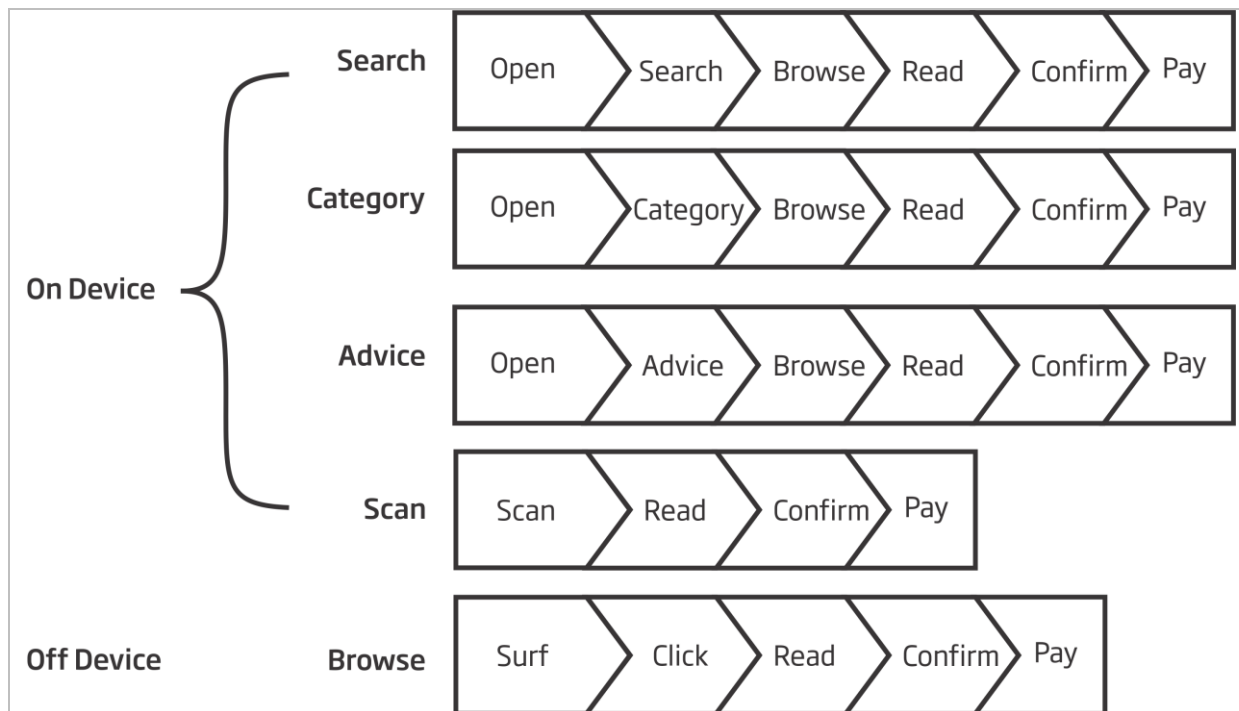 Search Open Search Browse Read Confirm Pay
Category Open Category Browse Read Confirm Pay
On Device
Advice Open Advice Browse Read Confirm Pay
Scan Scan Read Confirm Pay
Off Device Browse Surf Click Read Confirm Pay